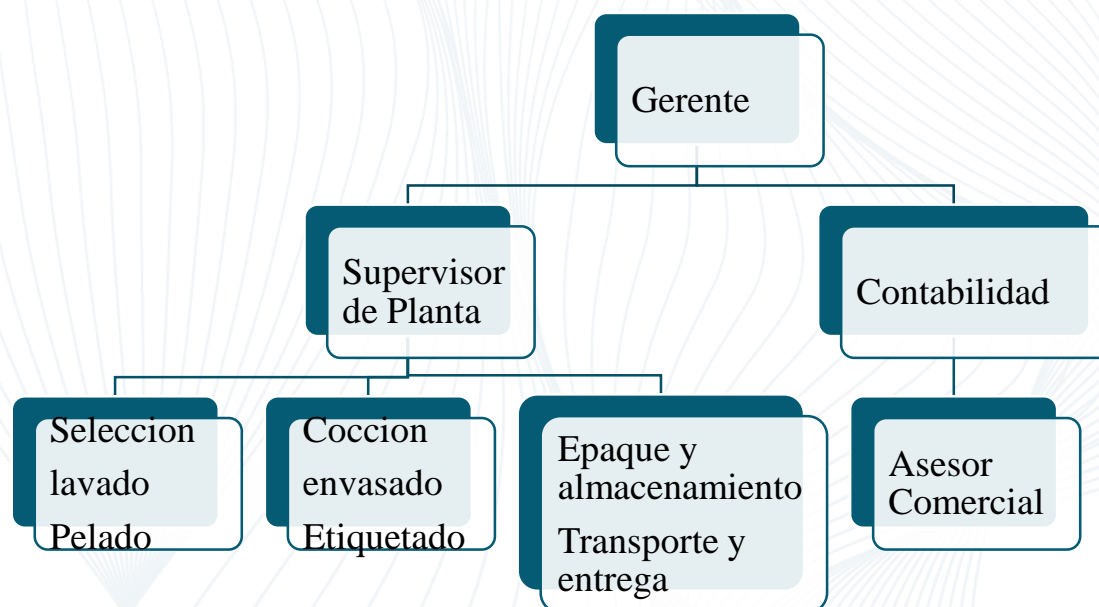 Gerente
Supervisor
de Planta
Contabilidad
Seleccion
lavado
Pelado
Coccion
envasado
Etiquetado
Epaque y
almacenamiento
Transporte y
entrega
Asesor
Comercial